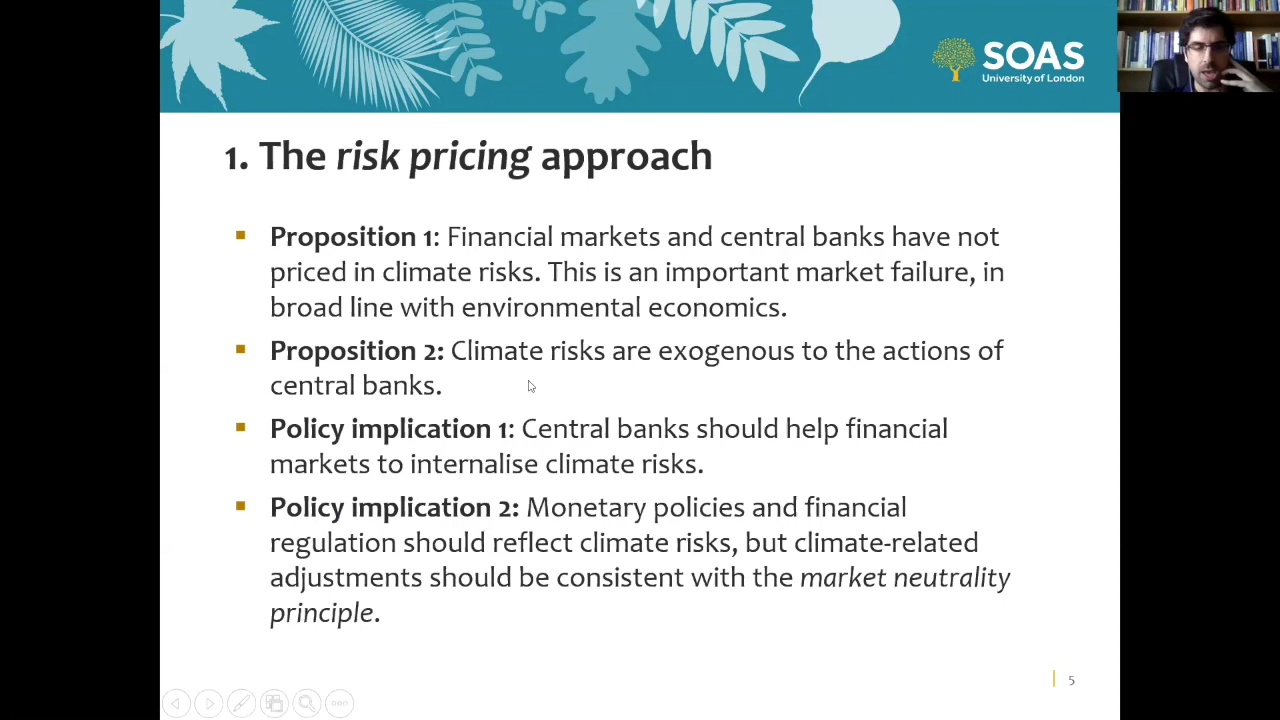 SOAS
University of London
1. The risk pricing approach
Proposition 1: Financial markets and central banks have not
priced in climate risks. This is an important market failure, in
broad line with environmental economics.
Proposition 2: Climate risks are exogenous to the actions of
central banks.
Policy implication 1: Central banks should help financial
markets to internalise climate risks.
Policy implication 2: Monetary policies and financial
regulation should reflect climate risks, but climate-related
adjustments should be consistent with the market neutrality
principle.
5